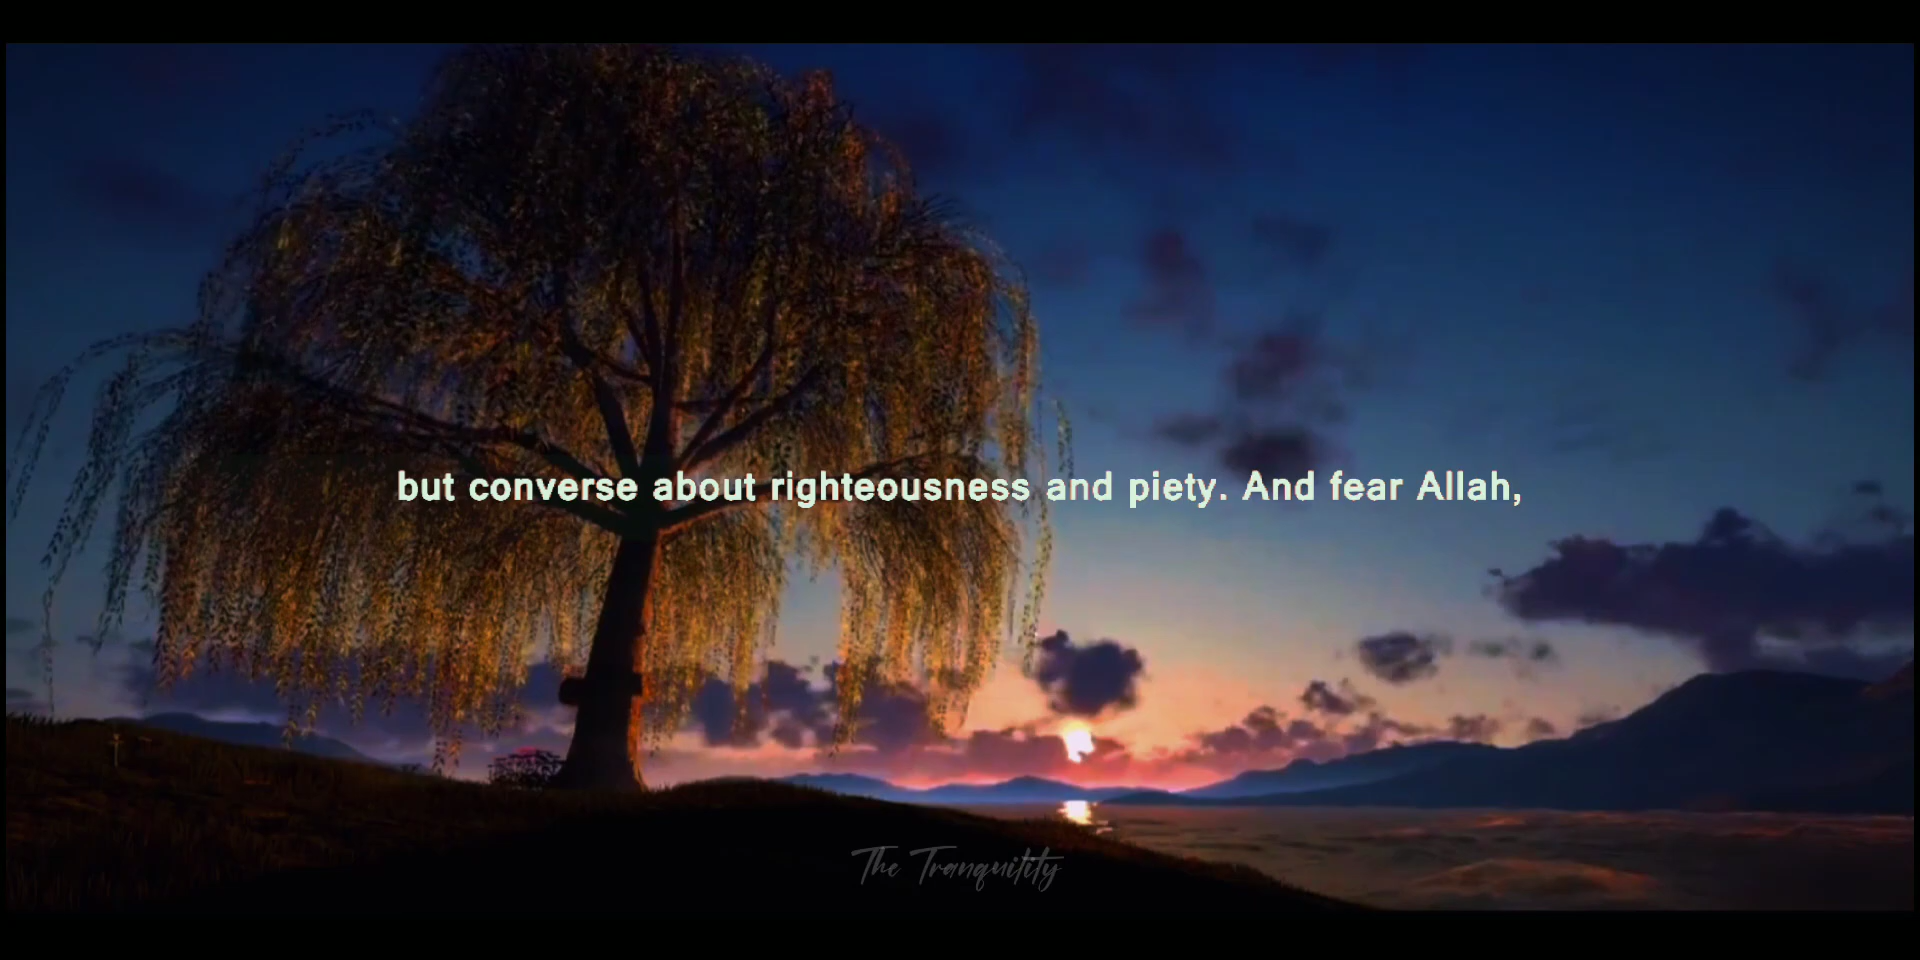 but converse about righteousness and piety. And fear Allah,
The Tranquility